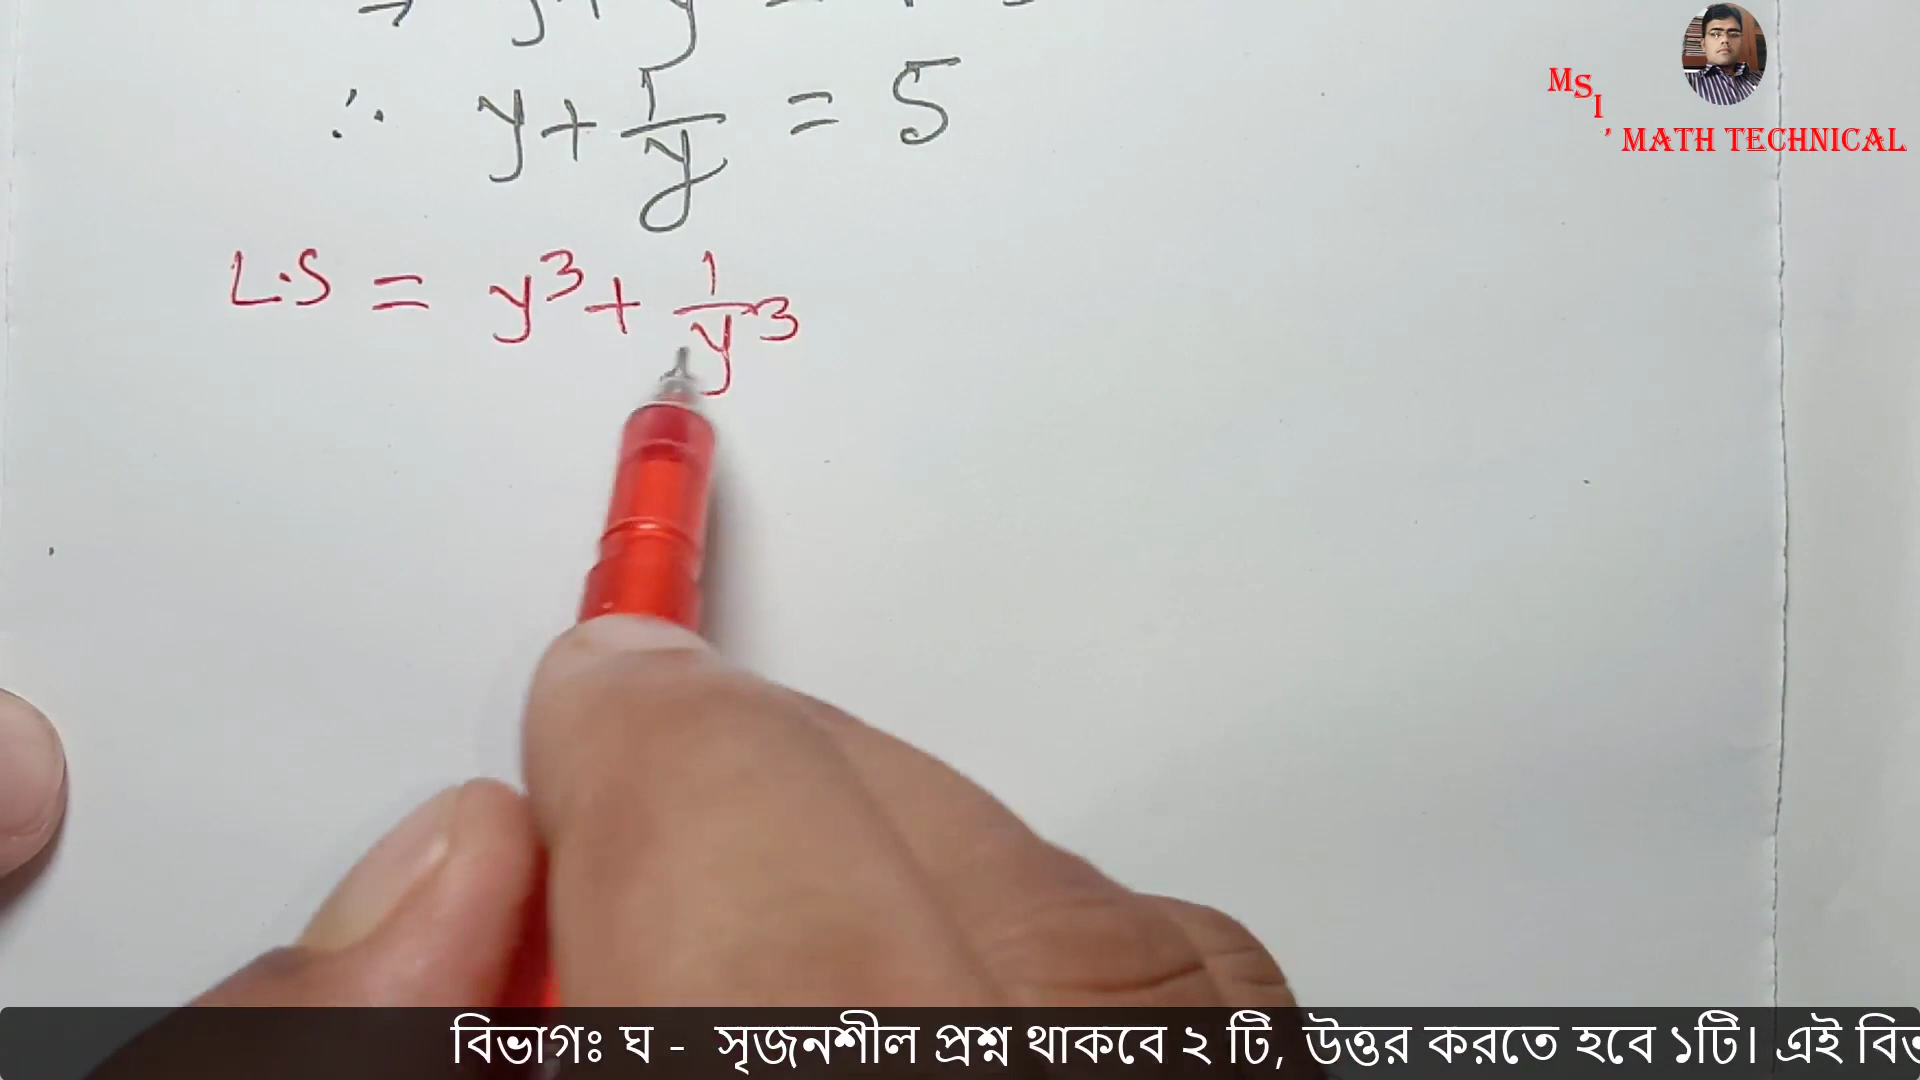 ∴ y + 1/y = 5
L.S = y³ + 1/y³
MSI'
MATH TECHNICAL
বিভাগঃ ঘ - সৃজনশীল প্রশ্ন থাকবে ২ টি, উত্তর করতে হবে ১টি। এই